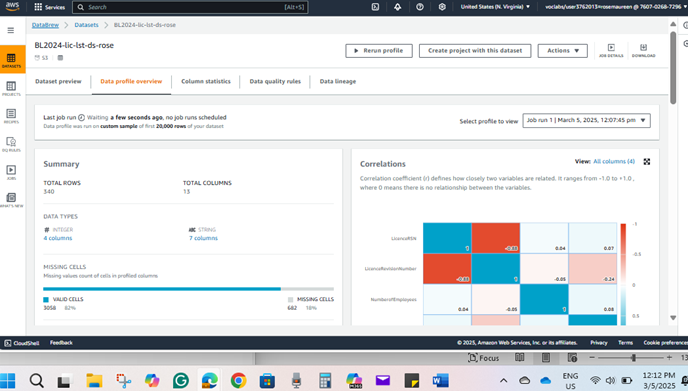 aws
Services
Search
[Alt+S]
United States (N. Virginia)
voclabs/user3762013=rosemaureen @ 7607-0268-7296
DataBrew > Datasets > BL2024-lic-lst-ds-rose
BL2024-lic-lst-ds-rose
S3
Rerun profile
Create project with this dataset
Actions
JOB DETAILS
DOWNLOAD
DATASETS
PROJECTS
RECIPES
DQ RULES
JOBS
WHAT'S NEW
Dataset preview
Data profile overview
Column statistics
Data quality rules
Data lineage
Last job run Waiting a few seconds ago, no job runs scheduled
Data profile was run on custom sample of first 20,000 rows of your dataset
Select profile to view
Job run 1 | March 5, 2025, 12:07:45 pm
Summary
TOTAL ROWS
340
TOTAL COLUMNS
13
DATA TYPES
# INTEGER
4 columns
ABC STRING
7 columns
MISSING CELLS
Missing values count of cells in profiled columns
VALID CELLS
3058 82%
MISSING CELLS
682 18%
Correlations
View: All columns (4)
Correlation coefficient (r) defines how closely two variables are related. It ranges from -1.0 to +1.0 ,
where 0 means there is no relationship between the variables.
LicenceRSN
1
-0.88
0.04
0.07
LicenceRevisionNumber
-0.88
1
-0.05
-0.24
NumberofEmployees
0.04
-0.05
1
0.08
-1
0.5
0
0.5
CloudShell
Feedback
© 2025, Amazon Web Services, Inc. or its affiliates.
Privacy
Terms
Cookie preferences
Focus
13
ENG
US
12:12 PM
3/5/2025